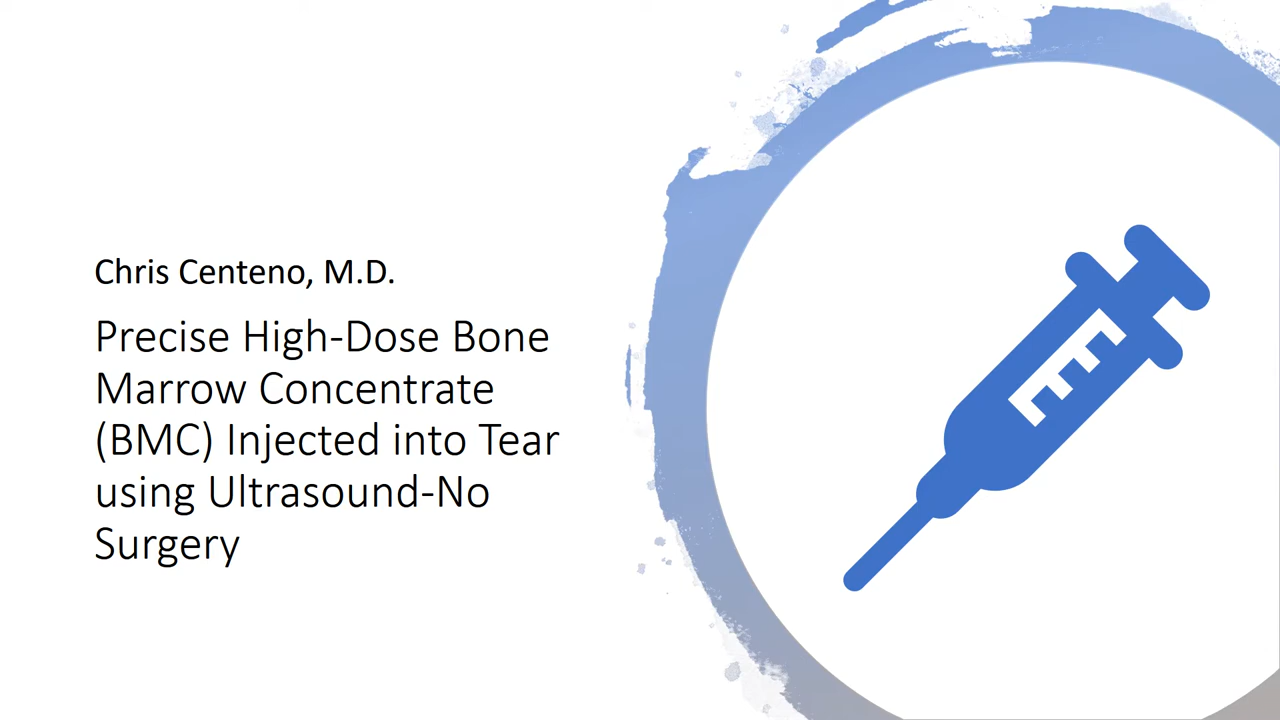 Chris Centeno, M.D.
Precise High-Dose Bone
Marrow Concentrate
(BMC) Injected into Tear
using Ultrasound-No
Surgery